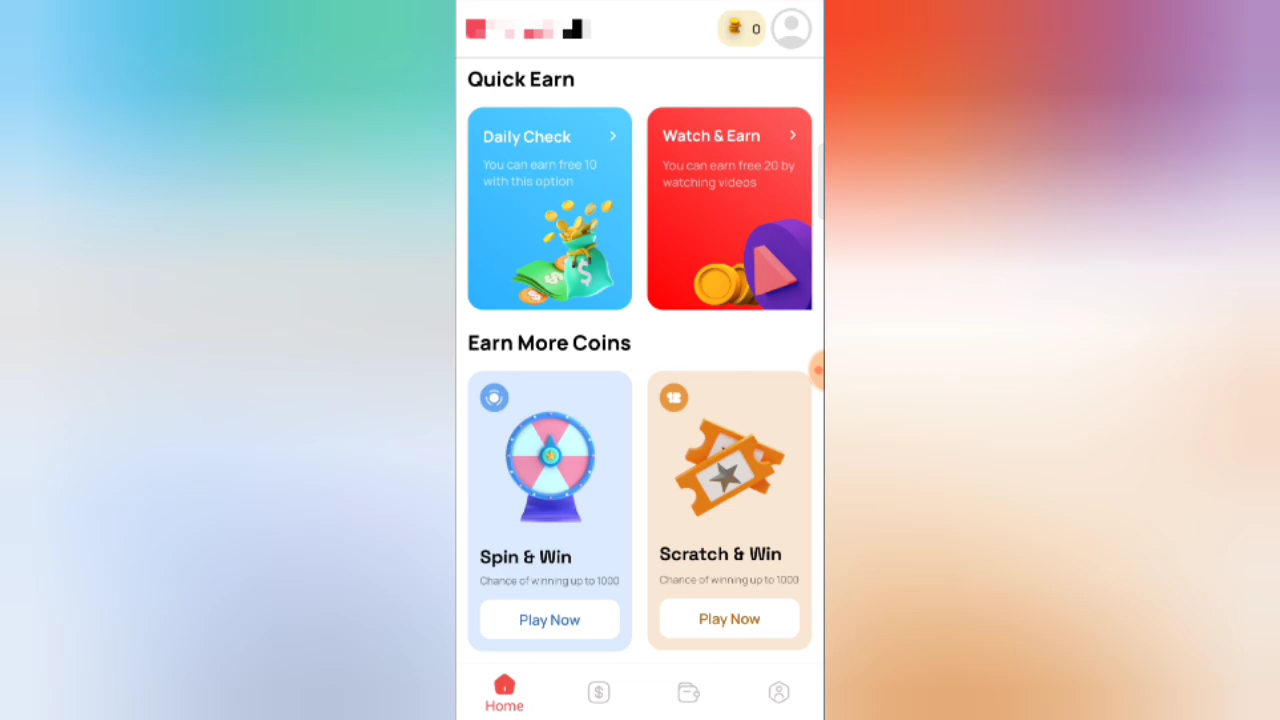 0
Quick Earn
Daily Check
You can earn free 10
with this option
Watch & Earn
You can earn free 20 by
watching videos
Earn More Coins
Spin & Win
Chance of winning up to 1000
Play Now
Scratch & Win
Chance of winning up to 1000
Play Now
Home